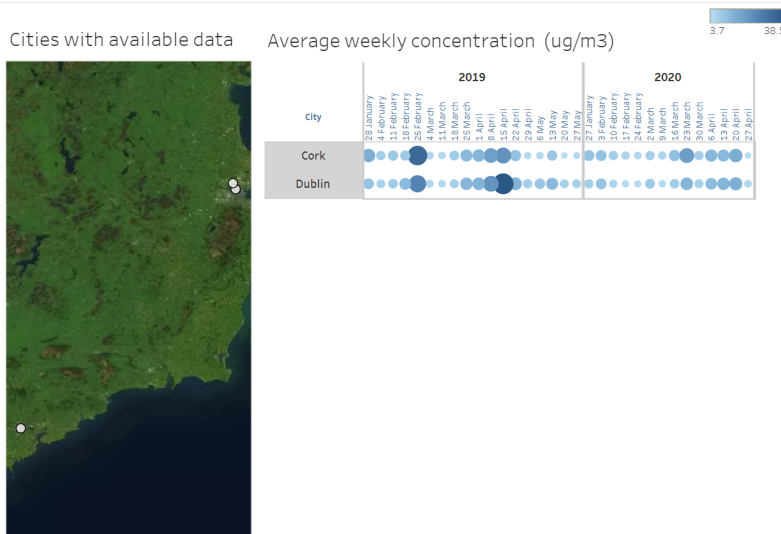 3.7 38.5
Cities with available data
Average weekly concentration (ug/m3)
2019 2020
City
28 January
4 February
11 February
18 February
25 February
4 March
11 March
18 March
25 March
1 April
8 April
15 April
22 April
29 April
6 May
13 May
20 May
27 May
27 January
3 February
10 February
17 February
24 February
2 March
9 March
16 March
23 March
30 March
6 April
13 April
20 April
27 April
Cork
Dublin